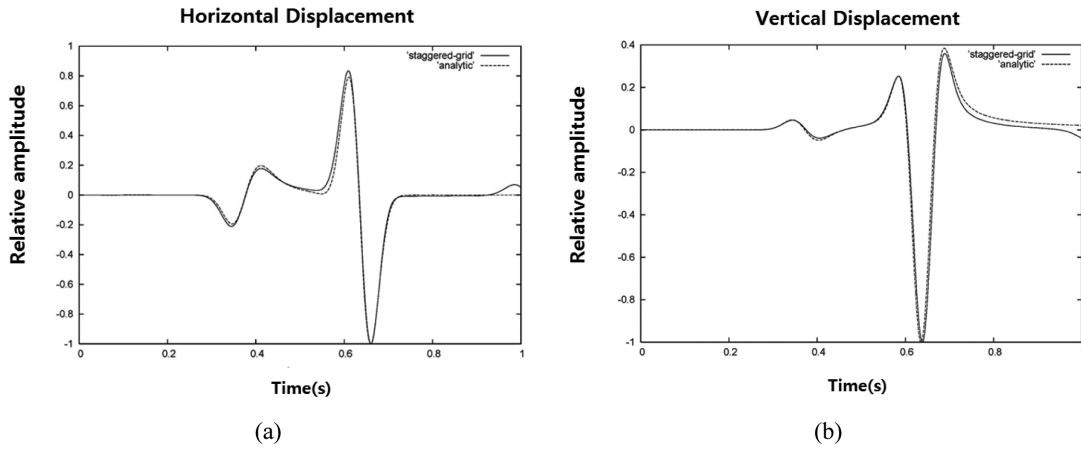 Horizontal Displacement
Relative amplitude
1
0.8
0.6
0.4
0.2
0
-0.2
-0.4
-0.6
-0.8
-1
0
0.2
0.4
0.6
0.8
1
'staggered-grid'
'analytic'
Time(s)
(a)
Vertical Displacement
Relative amplitude
0.4
0.2
0
-0.2
-0.4
-0.6
-0.8
-1
0
0.2
0.4
0.6
0.8
'staggered-grid'
'analytic'
Time(s)
(b)